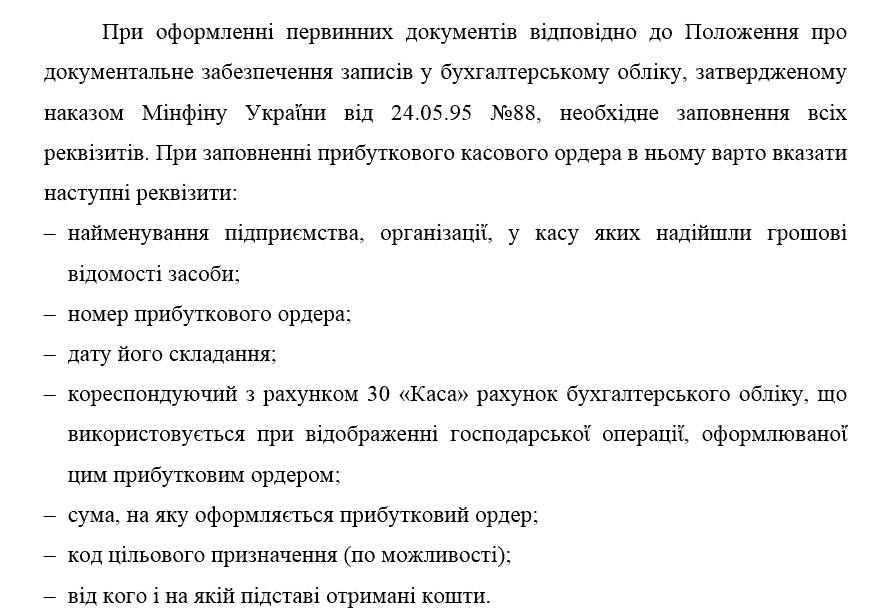 При оформленні первинних документів відповідно до Положення про
документальне забезпечення записів у бухгалтерському обліку, затвердженому
наказом Мінфіну України від 24.05.95 №88, необхідне заповнення всіх
реквізитів. При заповненні прибуткового касового ордера в ньому варто вказати
наступні реквізити:
– найменування підприємства, організації, у касу яких надійшли грошові
відомості засоби;
– номер прибуткового ордера;
– дату його складання;
– кореспондуючий з рахунком 30 «Каса» рахунок бухгалтерського обліку, що
використовується при відображенні господарської операції, оформлюваної
цим прибутковим ордером;
– сума, на яку оформляється прибутковий ордер;
– код цільового призначення (по можливості);
– від кого і на якій підставі отримані кошти.